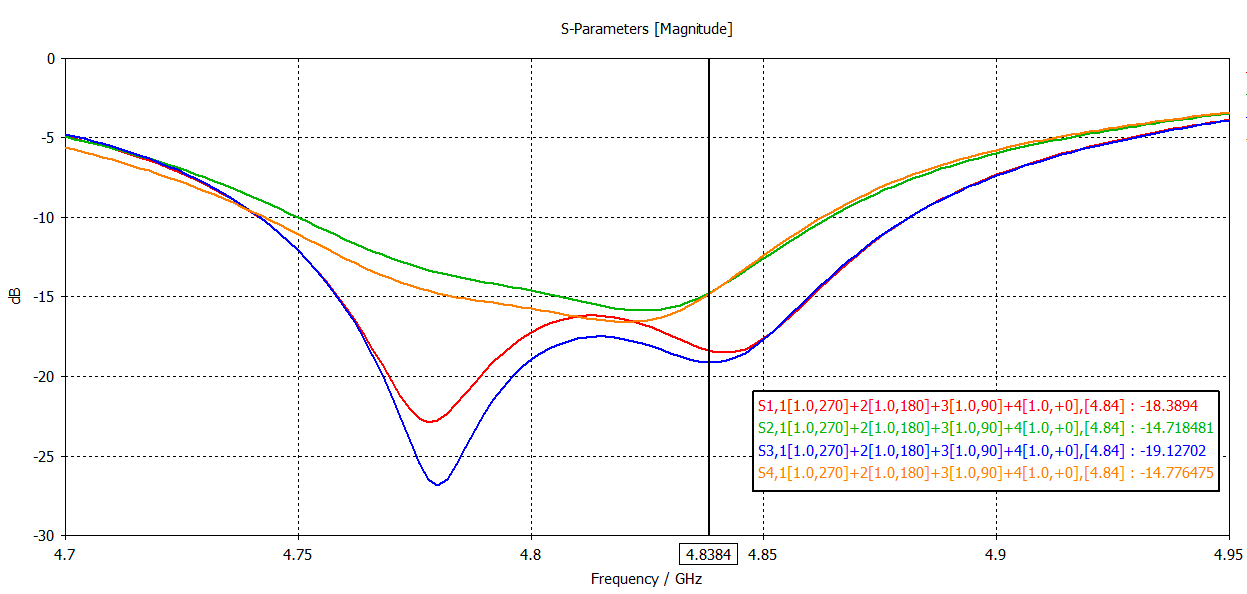 S-Parameters [Magnitude]
0
-5
-10
-15
-20
-25
-30
dB
S1,1[1.0,270]+2[1.0,180]+3[1.0,90]+4[1.0,+0],[4.84] : -18.3894
S2,1[1.0,270]+2[1.0,180]+3[1.0,90]+4[1.0,+0],[4.84] : -14.718481
S3,1[1.0,270]+2[1.0,180]+3[1.0,90]+4[1.0,+0],[4.84] : -19.12702
S4,1[1.0,270]+2[1.0,180]+3[1.0,90]+4[1.0,+0],[4.84] : -14.776475
4.7 4.75 4.8 4.8384 4.85 4.9 4.95
Frequency / GHz